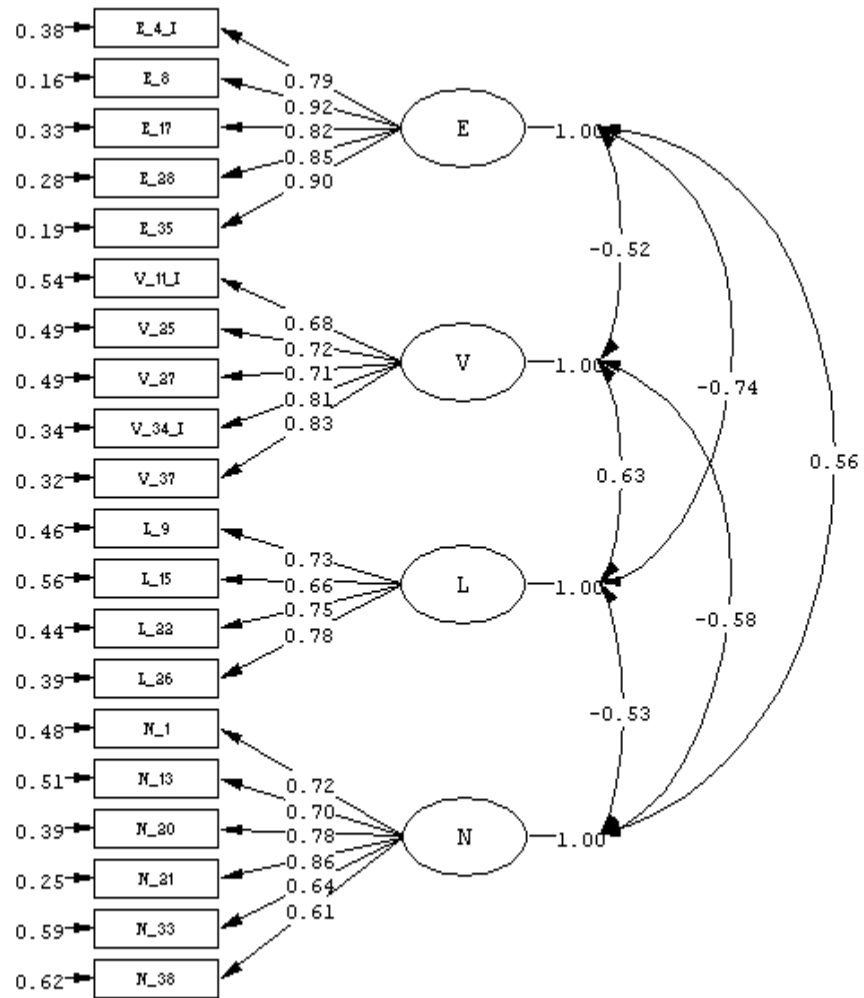 0.38 E_4_I
0.79
0.16 E_8
0.92
0.33 E_17 0.82 E 1.00
0.85
0.28 E_28
0.90
0.19 E_35
-0.52
0.54 V_11_I
0.68
0.49 V_25
0.72
V 1.00
0.49 V_27 0.71
-0.74
0.81
0.34 V_34_I
0.83
0.56
0.32 V_37
0.63
0.46 L_9
0.73
0.56 L_15 0.66 L 1.00
0.75
0.44 L_22
-0.58
0.78
0.39 L_26
-0.53
0.48 N_1
0.72
0.51 N_13
0.70
0.39 N_20 0.78 N 1.00
0.86
0.25 N_21
0.64
0.61
0.59 N_33
0.62 N_38